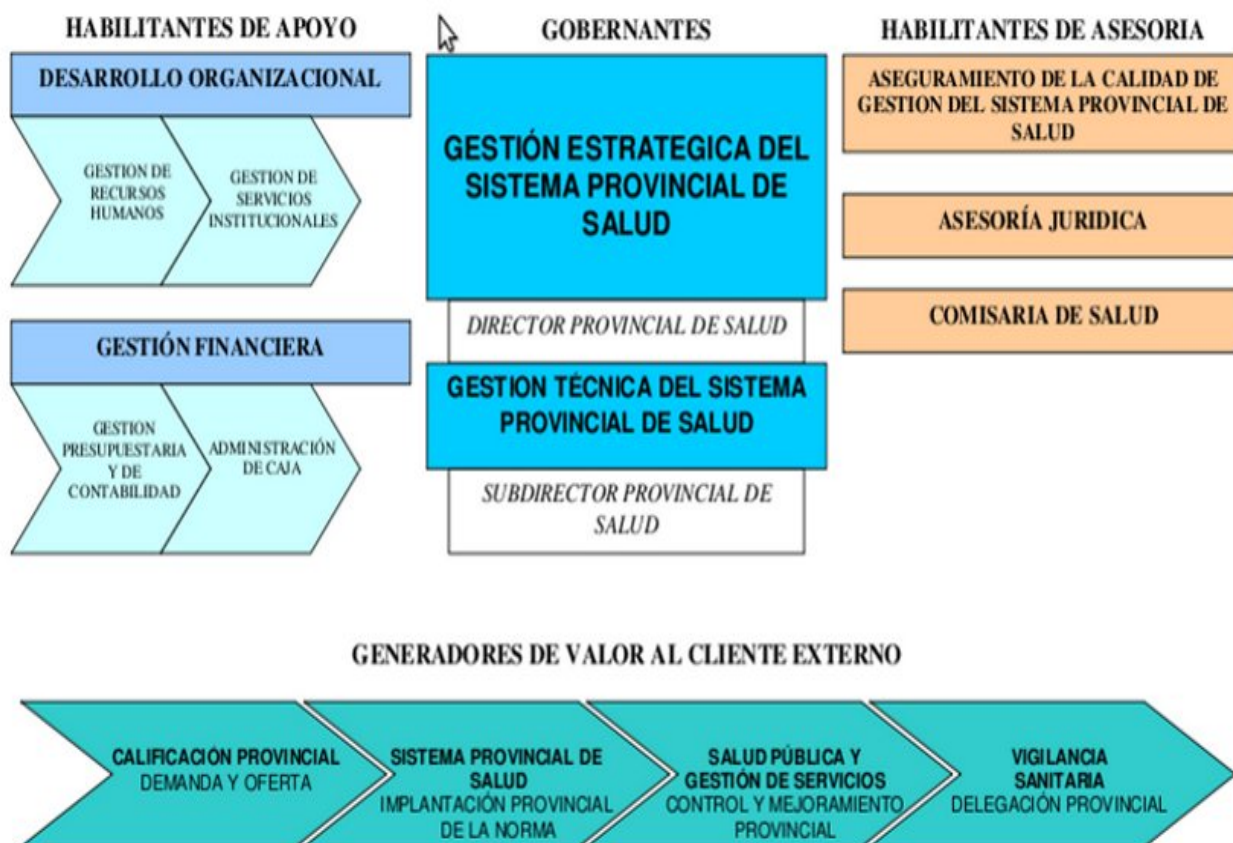 HABILITANTES DE APOYO
DESARROLLO ORGANIZACIONAL
GESTION DE
RECURSOS
HUMANOS
GESTION DE
SERVICIOS
INSTITUCIONALES
GESTIÓN FINANCIERA
GESTION
PRESUPUESTARIA
Y DE
CONTABILIDAD
ADMINISTRACIÓN
DE CAJA
GOBERNANTES
GESTIÓN ESTRATEGICA DEL
SISTEMA PROVINCIAL DE
SALUD
DIRECTOR PROVINCIAL DE SALUD
GESTION TÉCNICA DEL SISTEMA
PROVINCIAL DE SALUD
SUBDIRECTOR PROVINCIAL DE
SALUD
HABILITANTES DE ASESORIA
ASEGURAMIENTO DE LA CALIDAD DE
GESTION DEL SISTEMA PROVINCIAL DE
SALUD
ASESORÍA JURIDICA
COMISARIA DE SALUD
GENERADORES DE VALOR AL CLIENTE EXTERNO
CALIFICACIÓN PROVINCIAL
DEMANDA Y OFERTA
SISTEMA PROVINCIAL DE
SALUD
IMPLANTACIÓN PROVINCIAL
DE LA NORMA
SALUD PÚBLICA Y
GESTIÓN DE SERVICIOS
CONTROL Y MEJORAMIENTO
PROVINCIAL
VIGILANCIA
SANITARIA
DELEGACIÓN PROVINCIAL